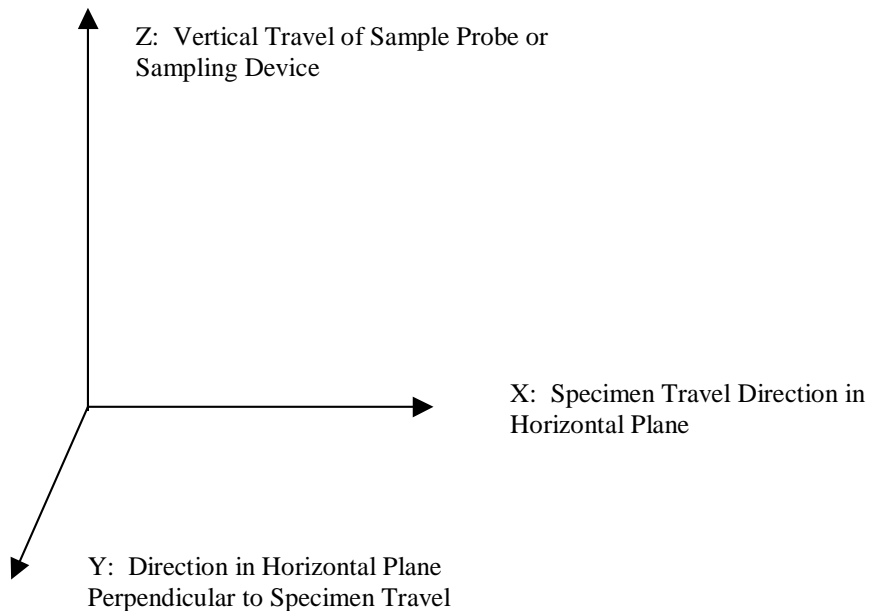 Z:  Vertical Travel of Sample Probe or
Sampling Device
X:  Specimen Travel Direction in
Horizontal Plane
Y:  Direction in Horizontal Plane
Perpendicular to Specimen Travel